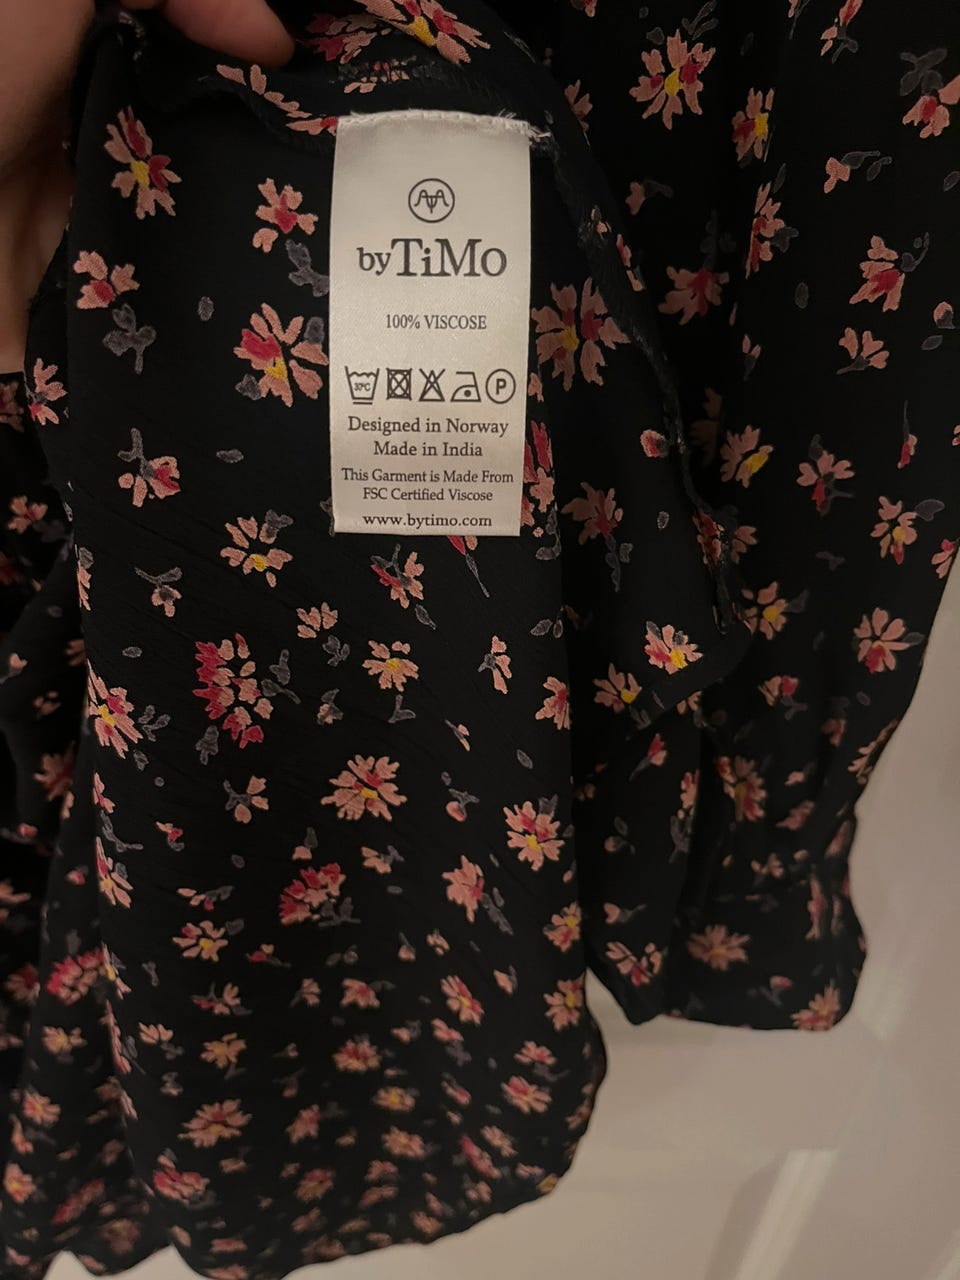 byTiMo
100% VISCOSE
30°C
P
Designed in Norway
Made in India
This Garment is Made From
FSC Certified Viscose
www.bytimo.com